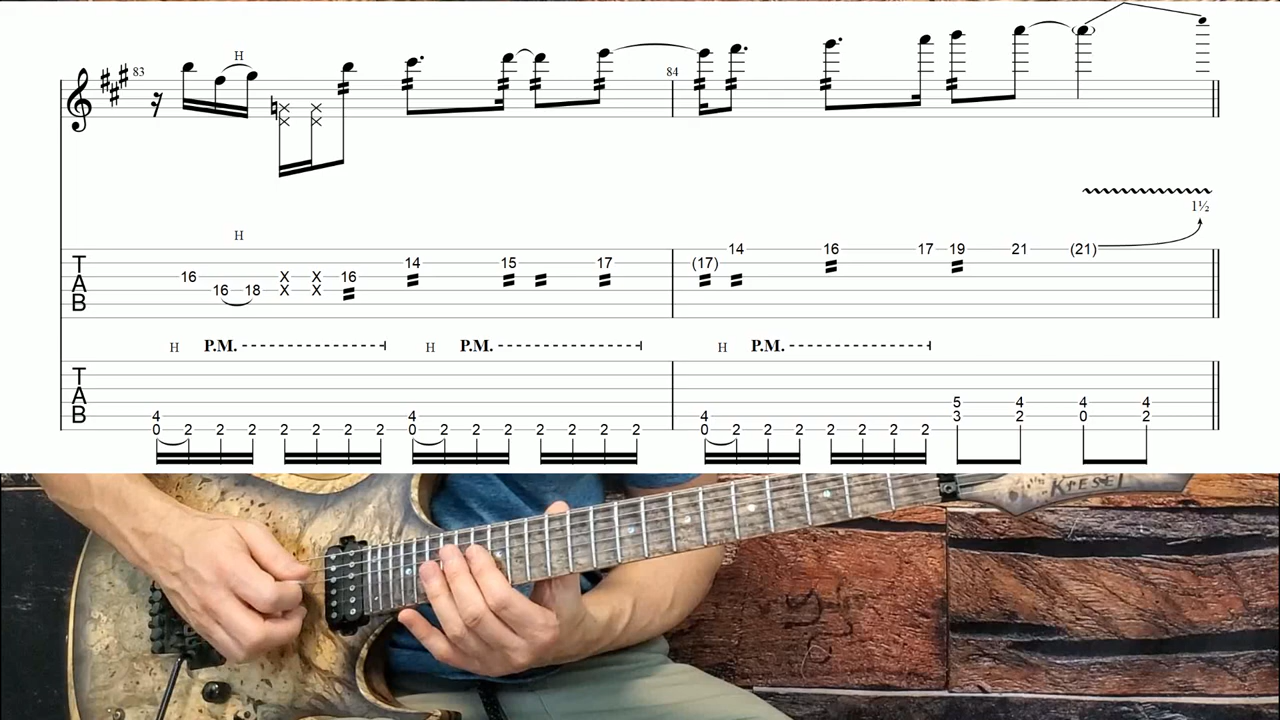 83 H 84
1½
H
14 16 17 19 21 (21)
T 14 15 17 (17)
16 X X 16
A 16 18 X X
B
H P.M. H P.M. H P.M.
T
A 5 4 4 4
B 4 4 4 3 2 0 2
0 2 2 2 2 2 2 2 0 2 2 2 2 2 2 2 0 2 2 2 2 2 2 2
KIESEL